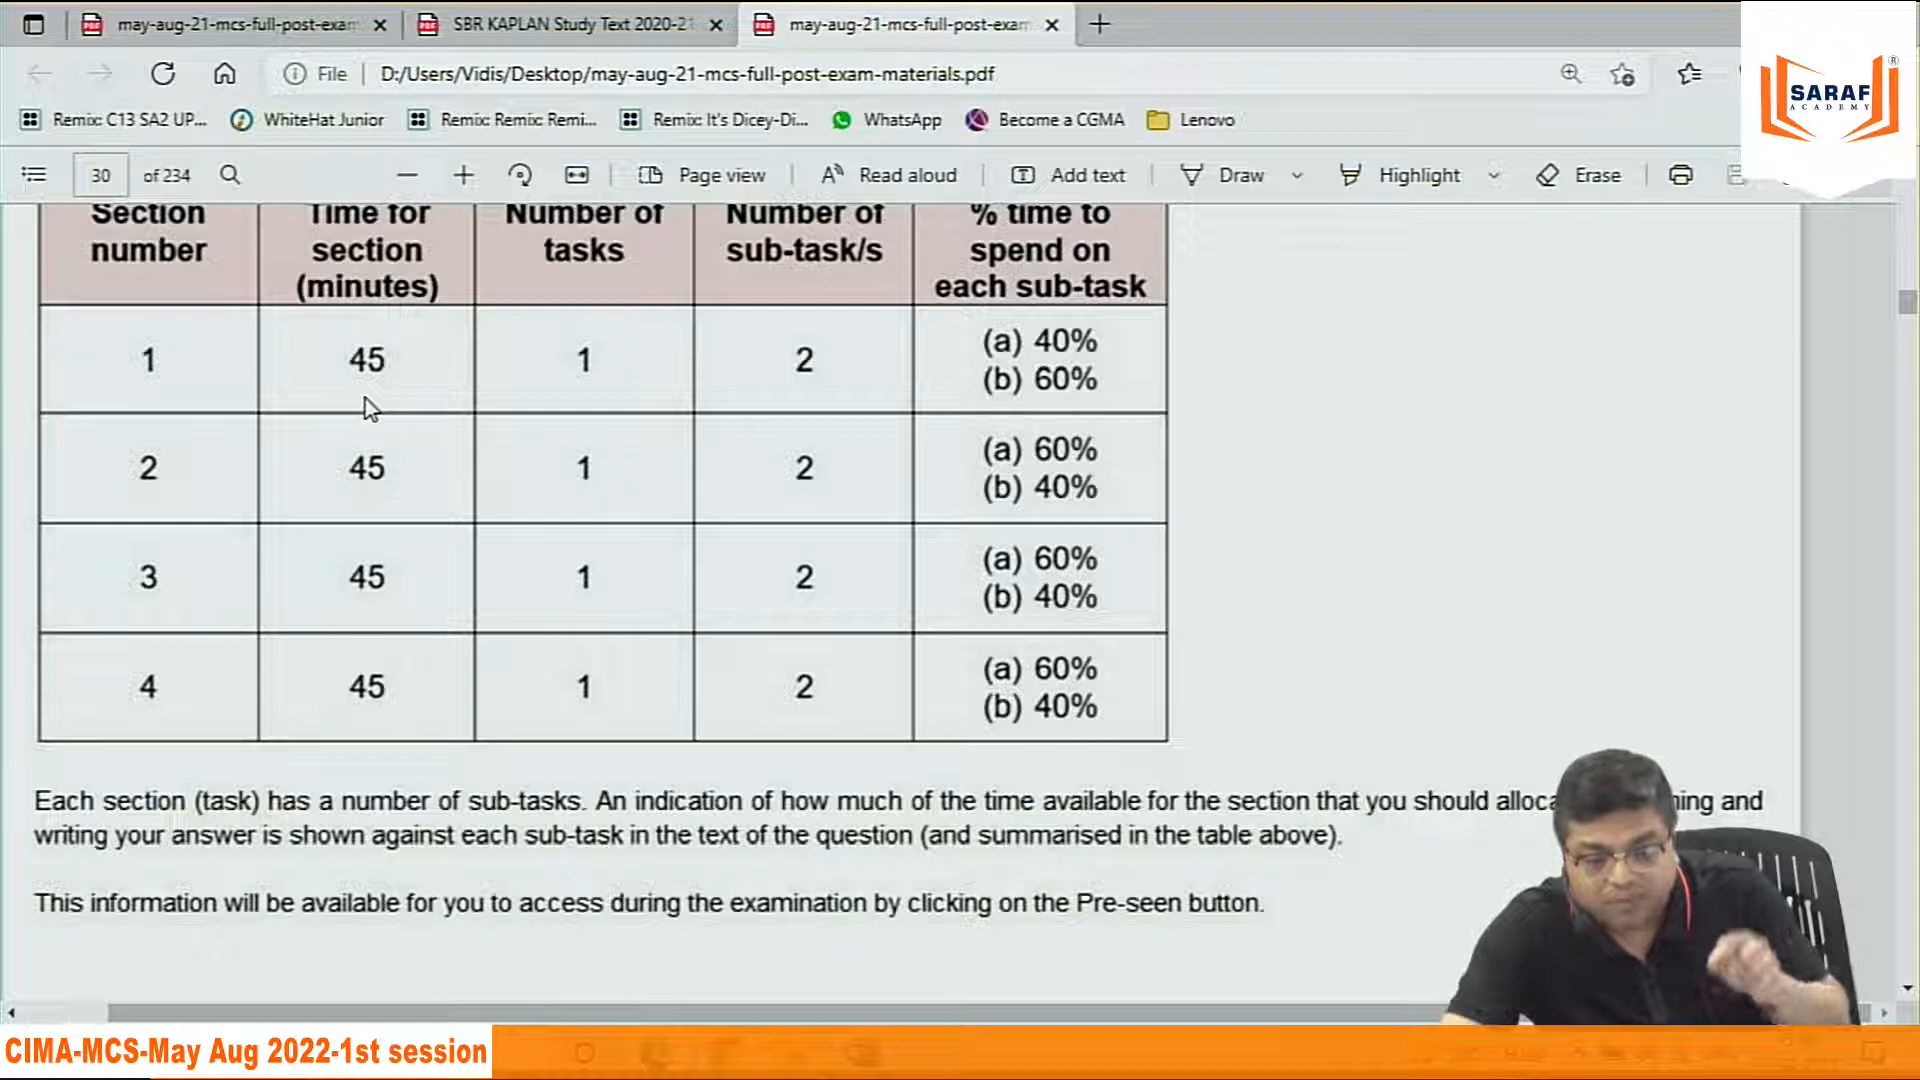 may-aug-21-mcs-full-post-exam
SBR KAPLAN Study Text 2020-21
may-aug-21-mcs-full-post-exam
File
D:/Users/Vidis/Desktop/may-aug-21-mcs-full-post-exam-materials.pdf
SARAF
ACADEMY
®
Remix: C13 SA2 UP...
WhiteHat Junior
Remix: Remix: Remi...
Remix: It's Dicey-Di...
WhatsApp
Become a CGMA
Lenovo
30 of 234
Page view
Read aloud
Add text
Draw
Highlight
Erase
Section number
Time for section (minutes)
Number of tasks
Number of sub-task/s
% time to spend on each sub-task
1 45 1 2 (a) 40%
(b) 60%
2 45 1 2 (a) 60%
(b) 40%
3 45 1 2 (a) 60%
(b) 40%
4 45 1 2 (a) 60%
(b) 40%
Each section (task) has a number of sub-tasks. An indication of how much of the time available for the section that you should and
writing your answer is shown against each sub-task in the text of the question (and summarised in the table above).
This information will be available for you to access during the examination by clicking on the Pre-seen button.
CIMA-MCS-May Aug 2022-1st session